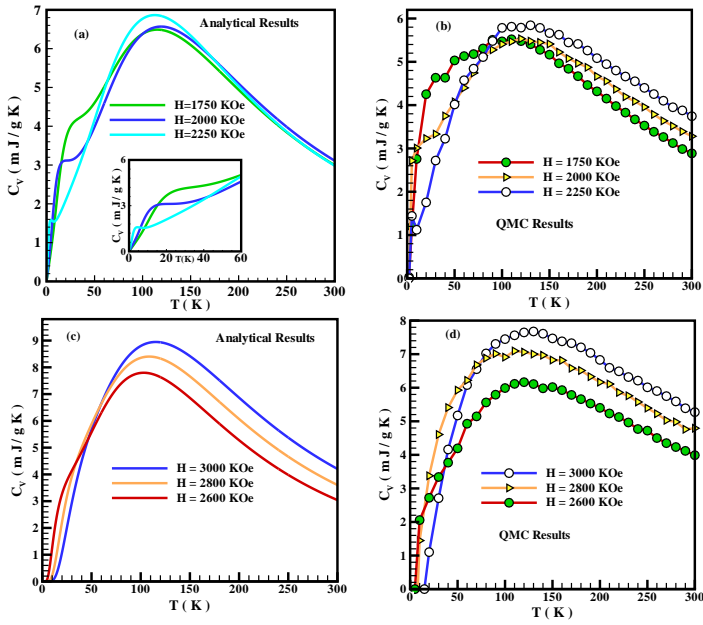 (a)
Analytical Results
H=1750 KOe
H=2000 KOe
H=2250 KOe
C_V ( m J / g K )
7
6
5
4
3
2
1
0
0 50 100 150 200 250 300
T ( K )
C_V ( m J / g K )
6
3
0
20 40 60
T(K)
(b)
H = 1750 KOe
H = 2000 KOe
H = 2250 KOe
QMC Results
C_V ( m J / g K )
6
5
4
3
2
1
0
0 50 100 150 200 250 300
T ( K )
(c)
Analytical Results
H = 3000 KOe
H = 2800 KOe
H = 2600 KOe
C_V ( m J / g K )
9
8
7
6
5
4
3
2
1
0
0 50 100 150 200 250 300
T ( K )
(d)
H = 3000 KOe
H = 2800 KOe
H = 2600 KOe
QMC Results
C_V ( m J / g K )
8
7
6
5
4
3
2
1
0
0 50 100 150 200 250 300
T ( K )